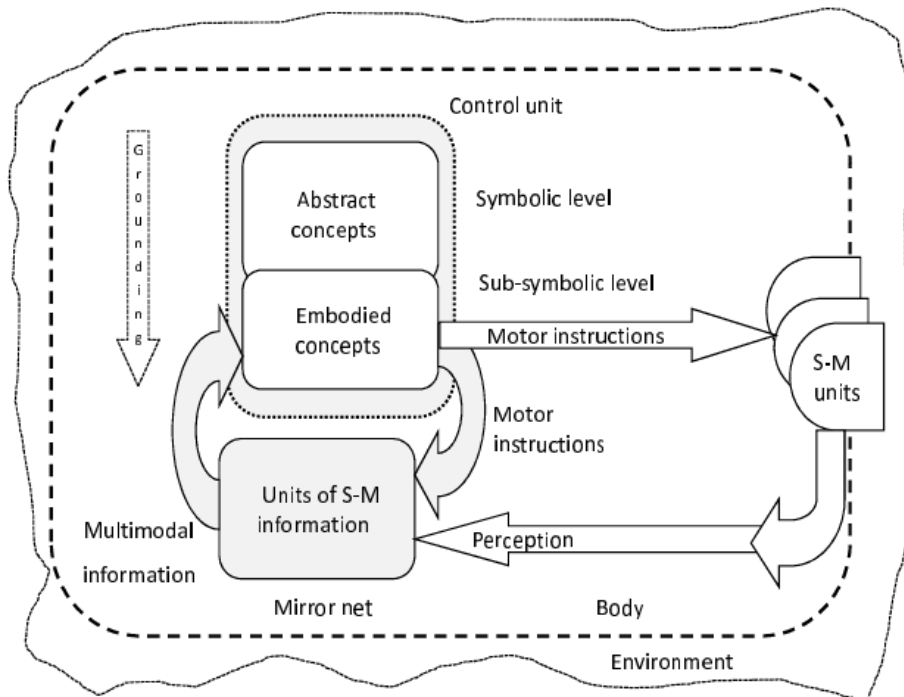 Control unit
Grounding
Abstract
concepts
Symbolic level
Sub-symbolic level
Embodied
concepts
Motor instructions
S-M
units
Motor
instructions
Units of S-M
information
Perception
Multimodal
information
Mirror net
Body
Environment